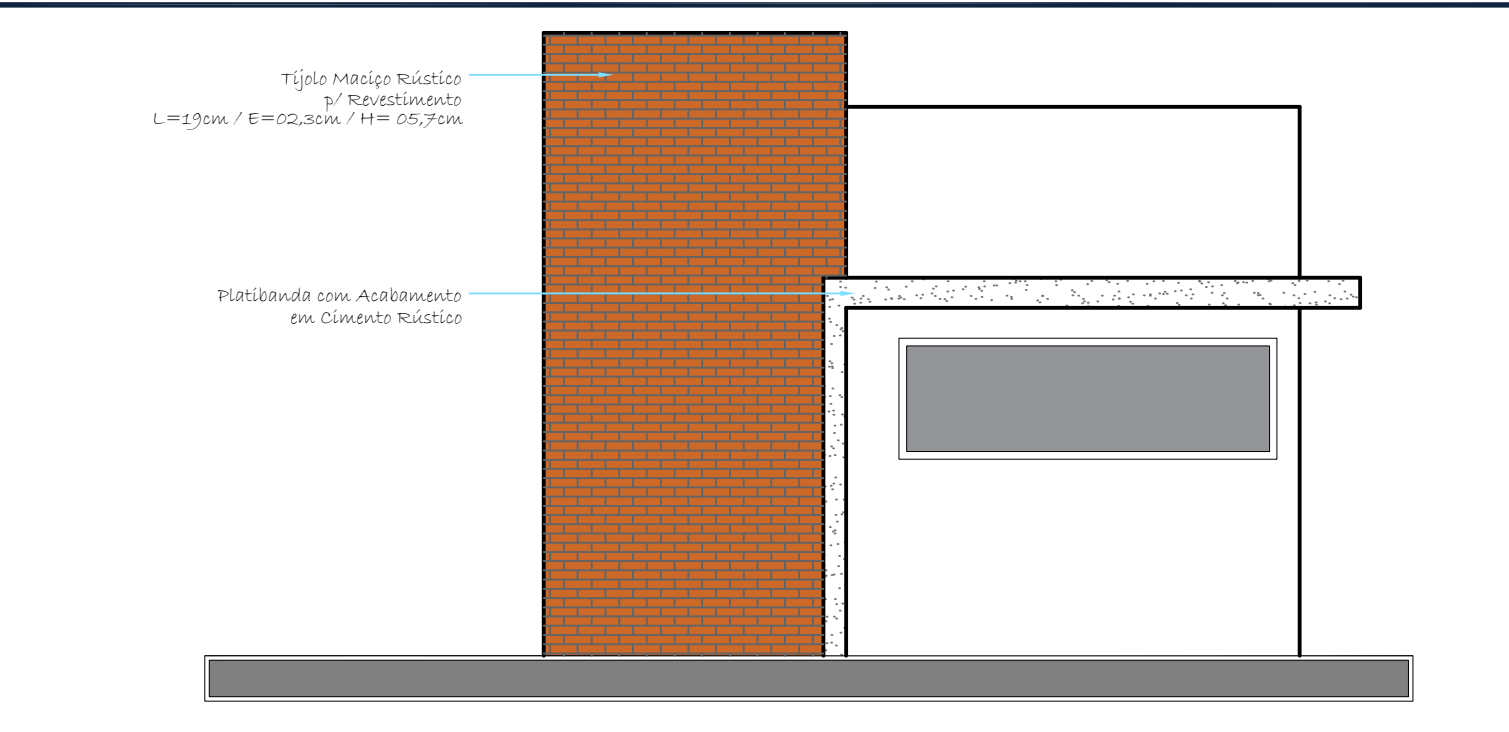 Tijolo Maciço Rústico
p/ Revestimento
L=19cm / E=02,3cm / H= 05,7cm
Platibanda com Acabamento
em Cimento Rústico